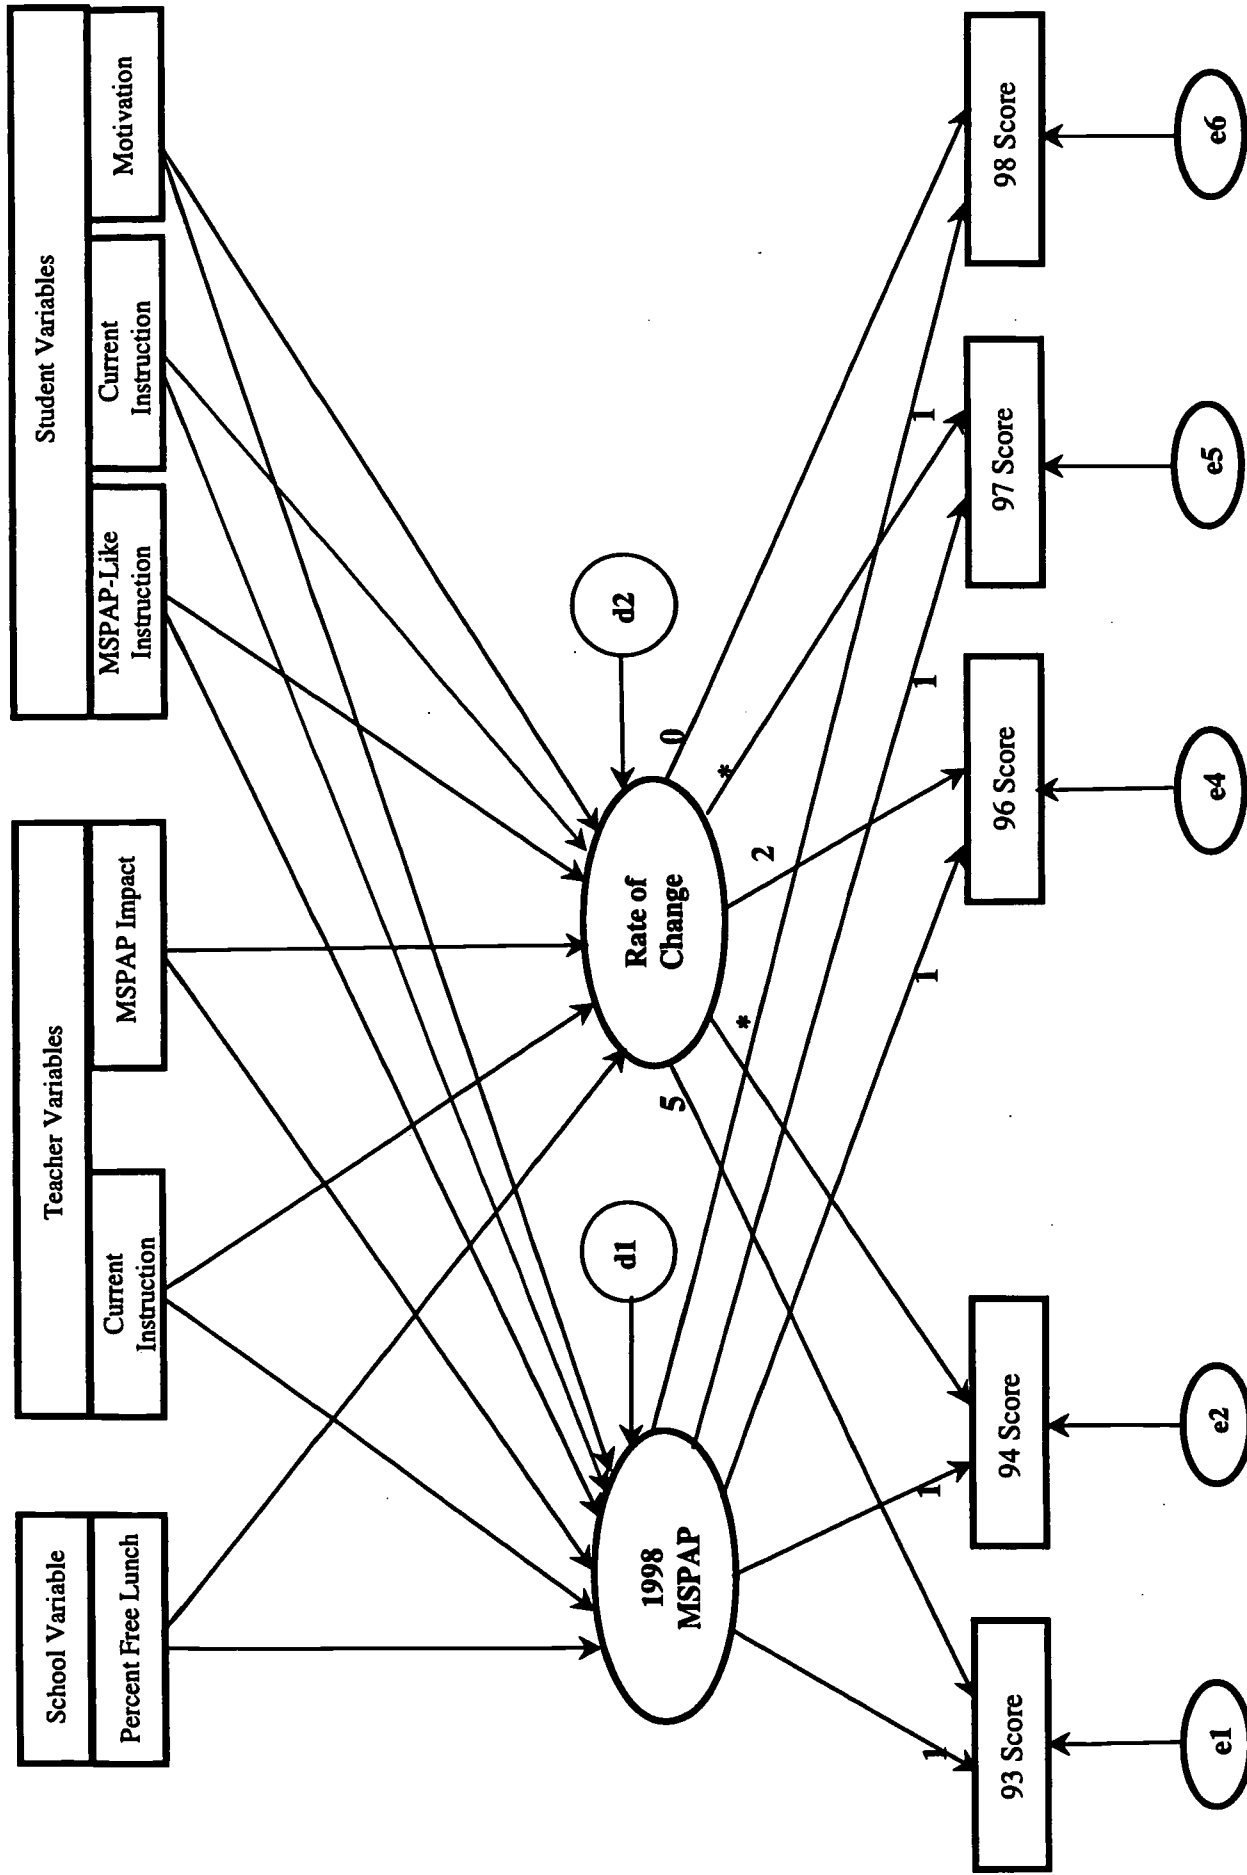 School Variable
Percent Free Lunch
Teacher Variables
Current
Instruction
MSPAP Impact
Student Variables
MSPAP-Like
Instruction
Current
Instruction
Motivation
d1
d2
1998
MSPAP
Rate of
Change
5
*
2
*
0
1
1
1
1
1
93 Score
94 Score
96 Score
97 Score
98 Score
e1
e2
e4
e5
e6